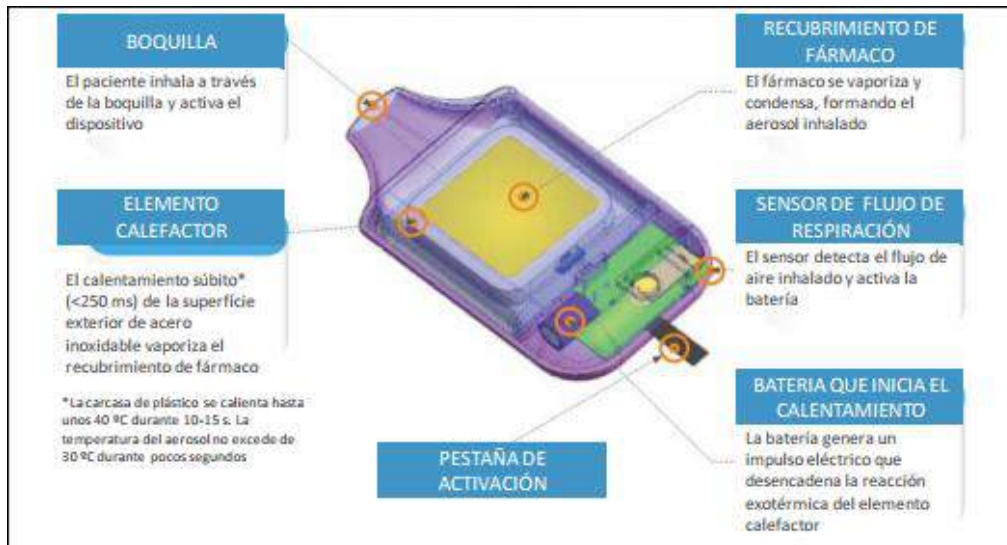 BOQUILLA
El paciente inhala a través
de la boquilla y activa el
dispositivo
ELEMENTO
CALEFACTOR
El calentamiento súbito*
(<250 ms) de la superfície
exterior de acero
inoxidable vaporiza el
recubrimiento de fármaco
*La carcasa de plástico se calienta hasta
unos 40 ºC durante 10-15 s. La
temperatura del aerosol no excede de
30 ºC durante pocos segundos
PESTAÑA DE
ACTIVACIÓN
RECUBRIMIENTO DE
FÁRMACO
El fármaco se vaporiza y
condensa, formando el
aerosol inhalado
SENSOR DE FLUJO DE
RESPIRACIÓN
El sensor detecta el flujo de
aire inhalado y activa la
batería
BATERIA QUE INICIA EL
CALENTAMIENTO
La batería genera un
impulso eléctrico que
desencadena la reacción
exotérmica del elemento
calefactor